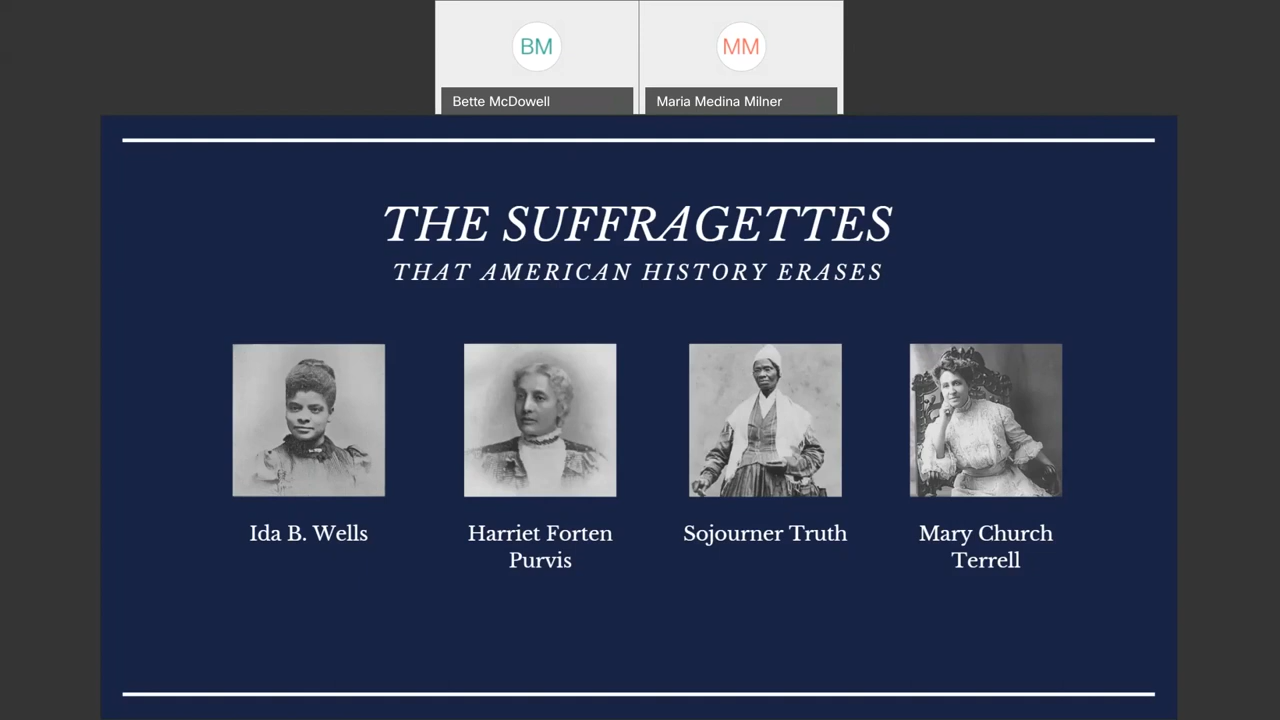 BM
MM
Bette McDowell
Maria Medina Milner
THE SUFFRAGETTES
THAT AMERICAN HISTORY ERASES
Ida B. Wells
Harriet Forten
Purvis
Sojourner Truth
Mary Church
Terrell